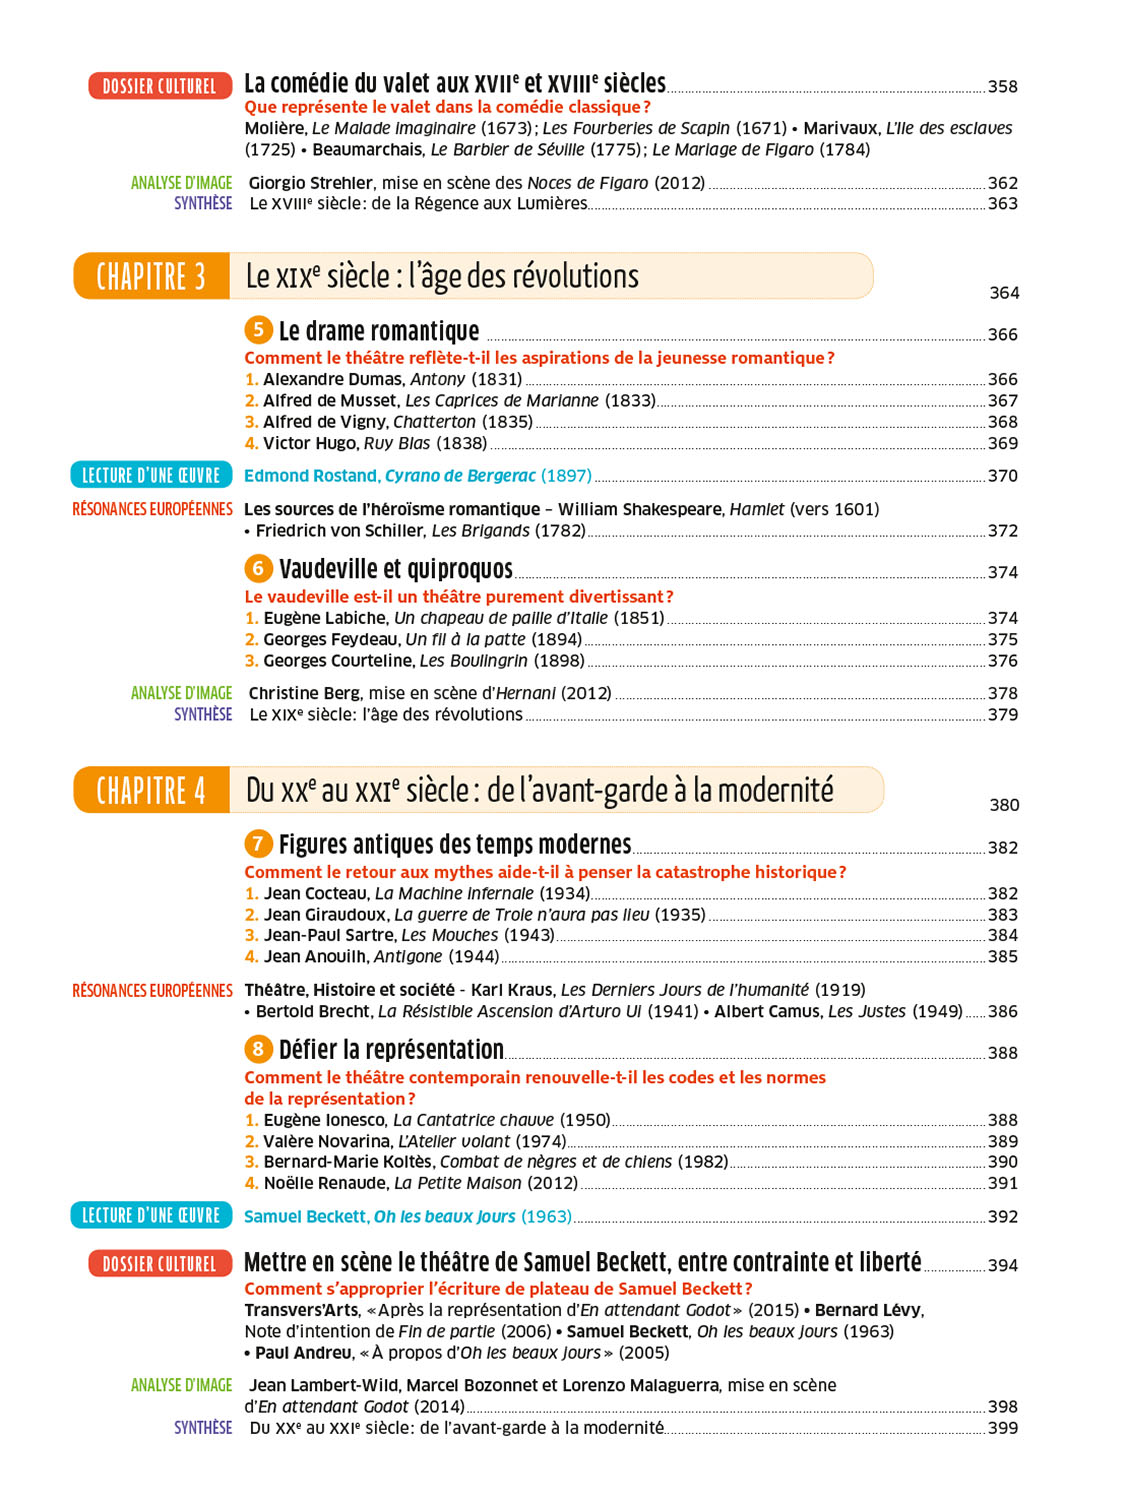 DOSSIER CULTUREL La comédie du valet aux XVIIe et XVIIIe siècles 358
Que représente le valet dans la comédie classique ?
Molière, Le Malade imaginaire (1673) ; Les Fourberies de Scapin (1671) • Marivaux, L'Ile des esclaves
(1725) • Beaumarchais, Le Barbier de Séville (1775) ; Le Mariage de Figaro (1784)
ANALYSE D'IMAGE Giorgio Strehler, mise en scène des Noces de Figaro (2012) 362
SYNTHÈSE Le XVIIIe siècle : de la Régence aux Lumières 363
CHAPITRE 3 Le XIXe siècle : l'âge des révolutions 364
5 Le drame romantique 366
Comment le théâtre reflète-t-il les aspirations de la jeunesse romantique ?
1. Alexandre Dumas, Antony (1831) 366
2. Alfred de Musset, Les Caprices de Marianne (1833) 367
3. Alfred de Vigny, Chatterton (1835) 368
4. Victor Hugo, Ruy Blas (1838) 369
LECTURE D'UNE ŒUVRE Edmond Rostand, Cyrano de Bergerac (1897) 370
RÉSONANCES EUROPÉENNES Les sources de l'héroïsme romantique – William Shakespeare, Hamlet (vers 1601)
• Friedrich von Schiller, Les Brigands (1782) 372
6 Vaudeville et quiproquos 374
Le vaudeville est-il un théâtre purement divertissant ?
1. Eugène Labiche, Un chapeau de paille d'Italie (1851) 374
2. Georges Feydeau, Un fil à la patte (1894) 375
3. Georges Courteline, Les Boulingrin (1898) 376
ANALYSE D'IMAGE Christine Berg, mise en scène d'Hernani (2012) 378
SYNTHÈSE Le XIXe siècle : l'âge des révolutions 379
CHAPITRE 4 Du XXe au XXIe siècle : de l'avant-garde à la modernité 380
7 Figures antiques des temps modernes 382
Comment le retour aux mythes aide-t-il à penser la catastrophe historique ?
1. Jean Cocteau, La Machine infernale (1934) 382
2. Jean Giraudoux, La guerre de Troie n'aura pas lieu (1935) 383
3. Jean-Paul Sartre, Les Mouches (1943) 384
4. Jean Anouilh, Antigone (1944) 385
RÉSONANCES EUROPÉENNES Théâtre, Histoire et société - Karl Kraus, Les Derniers Jours de l'humanité (1919)
• Bertold Brecht, La Résistible Ascension d'Arturo Ui (1941) • Albert Camus, Les Justes (1949) 386
8 Défier la représentation 388
Comment le théâtre contemporain renouvelle-t-il les codes et les normes
de la représentation ?
1. Eugène Ionesco, La Cantatrice chauve (1950) 388
2. Valère Novarina, L'Atelier volant (1974) 389
3. Bernard-Marie Koltès, Combat de nègres et de chiens (1982) 390
4. Noëlle Renaude, La Petite Maison (2012) 391
LECTURE D'UNE ŒUVRE Samuel Beckett, Oh les beaux jours (1963) 392
DOSSIER CULTUREL Mettre en scène le théâtre de Samuel Beckett, entre contrainte et liberté 394
Comment s'approprier l'écriture de plateau de Samuel Beckett ?
Transvers'Arts, « Après la représentation d'En attendant Godot » (2015) • Bernard Lévy,
Note d'intention de Fin de partie (2006) • Samuel Beckett, Oh les beaux jours (1963)
• Paul Andreu, « À propos d'Oh les beaux jours » (2005)
ANALYSE D'IMAGE Jean Lambert-Wild, Marcel Bozonnet et Lorenzo Malaguerra, mise en scène
d'En attendant Godot (2014) 398
SYNTHÈSE Du XXe au XXIe siècle : de l'avant-garde à la modernité 399